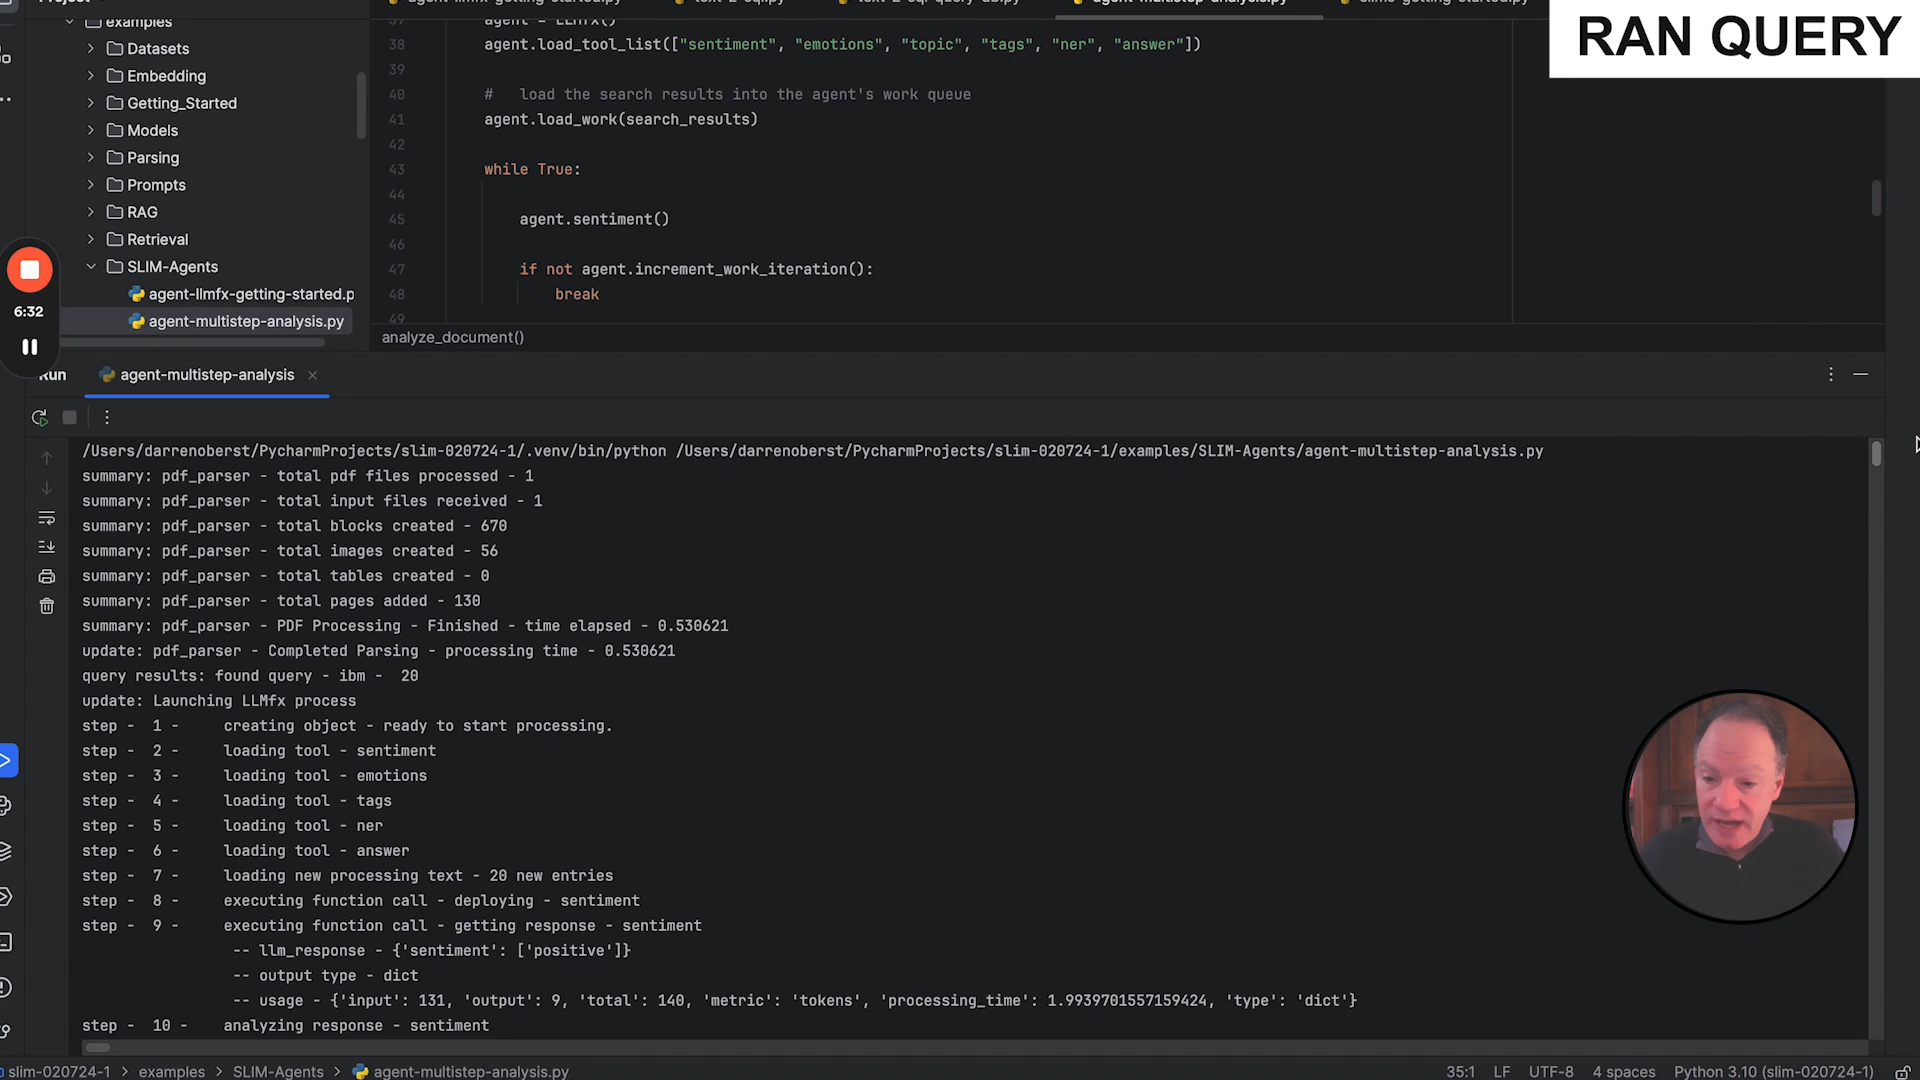 RAN QUERY
examples
Datasets
Embedding
Getting_Started
Models
Parsing
Prompts
RAG
Retrieval
SLIM-Agents
agent-llmfx-getting-started.p
agent-multistep-analysis.py
6:32
38 agent.load_tool_list(["sentiment", "emotions", "topic", "tags", "ner", "answer"])
39
40 # load the search results into the agent's work queue
41 agent.load_work(search_results)
42
43 while True:
44
45 agent.sentiment()
46
47 if not agent.increment_work_iteration():
48 break
49
analyze_document()
Run agent-multistep-analysis
/Users/darrenoberst/PycharmProjects/slim-020724-1/.venv/bin/python /Users/darrenoberst/PycharmProjects/slim-020724-1/examples/SLIM-Agents/agent-multistep-analysis.py
summary: pdf_parser - total pdf files processed - 1
summary: pdf_parser - total input files received - 1
summary: pdf_parser - total blocks created - 670
summary: pdf_parser - total images created - 56
summary: pdf_parser - total tables created - 0
summary: pdf_parser - total pages added - 130
summary: pdf_parser - PDF Processing - Finished - time elapsed - 0.530621
update: pdf_parser - Completed Parsing - processing time - 0.530621
query results: found query - ibm - 20
update: Launching LLMfx process
step - 1 - creating object - ready to start processing.
step - 2 - loading tool - sentiment
step - 3 - loading tool - emotions
step - 4 - loading tool - tags
step - 5 - loading tool - ner
step - 6 - loading tool - answer
step - 7 - loading new processing text - 20 new entries
step - 8 - executing function call - deploying - sentiment
step - 9 - executing function call - getting response - sentiment
-- llm_response - {'sentiment': ['positive']}
-- output type - dict
-- usage - {'input': 131, 'output': 9, 'total': 140, 'metric': 'tokens', 'processing_time': 1.9939701557159424, 'type': 'dict'}
step - 10 - analyzing response - sentiment
slim-020724-1 > examples > SLIM-Agents > agent-multistep-analysis.py
35:1 LF UTF-8 4 spaces Python 3.10 (slim-020724-1)